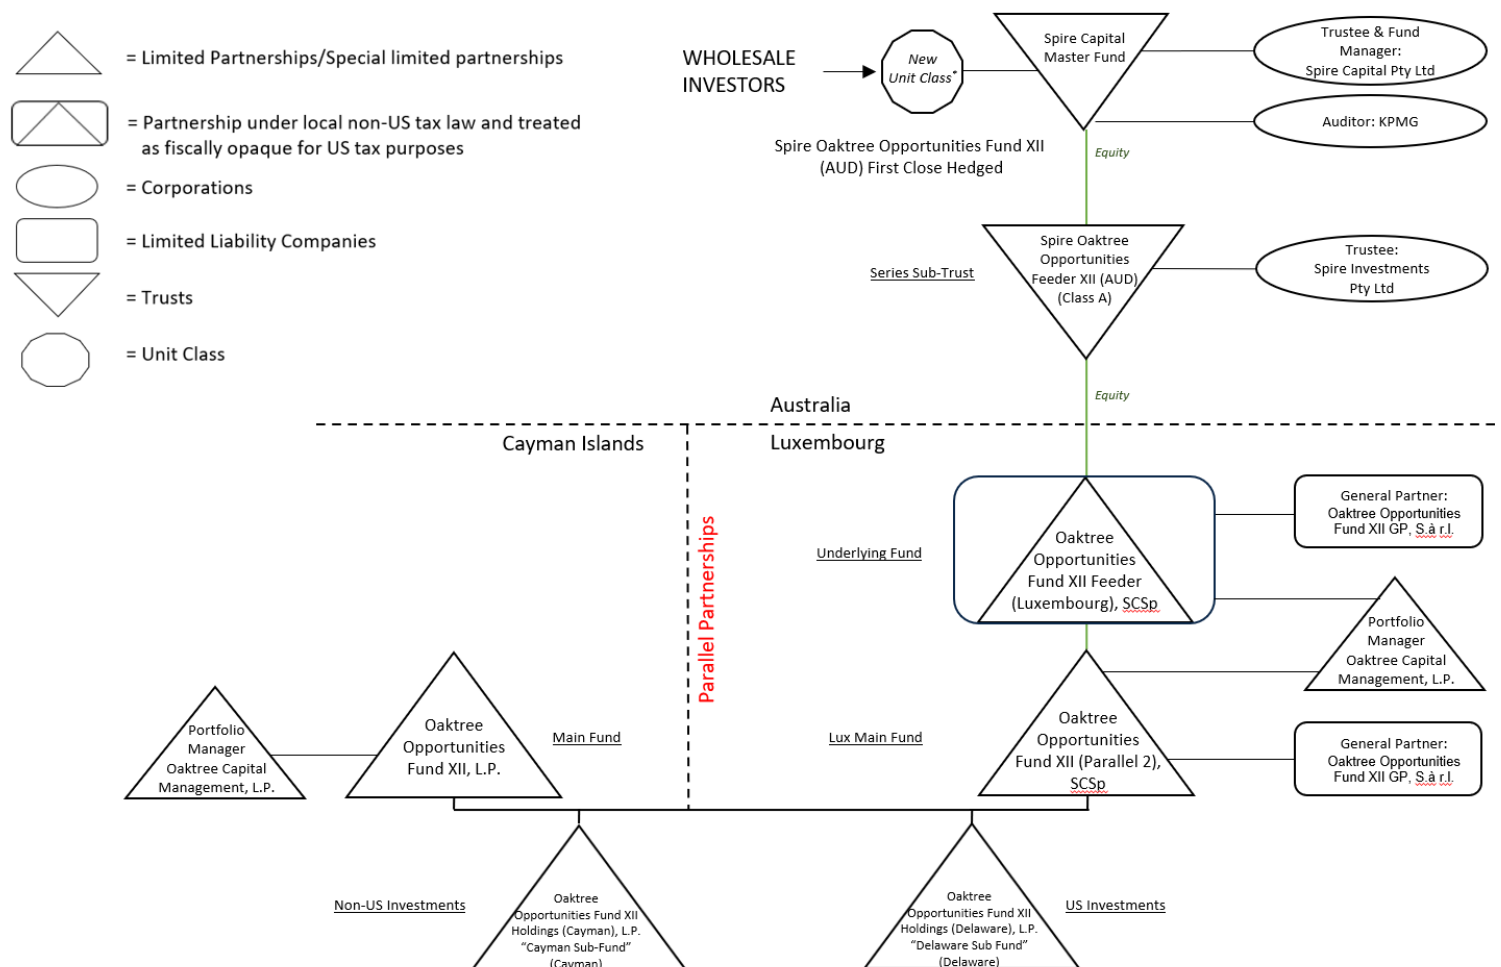 = Limited Partnerships/Special limited partnerships
= Partnership under local non-US tax law and treated
as fiscally opaque for US tax purposes
= Corporations
= Limited Liability Companies
= Trusts
= Unit Class
WHOLESALE
INVESTORS
New
Unit Class*
Spire Capital
Master Fund
Trustee & Fund
Manager:
Spire Capital Pty Ltd
Auditor: KPMG
Spire Oaktree Opportunities Fund XII
(AUD) First Close Hedged
Equity
Series Sub-Trust
Spire Oaktree
Opportunities
Feeder XII (AUD)
(Class A)
Trustee:
Spire Investments
Pty Ltd
Equity
Australia
Cayman Islands
Luxembourg
Parallel Partnerships
Underlying Fund
Oaktree
Opportunities
Fund XII Feeder
(Luxembourg), SCSp
General Partner:
Oaktree Opportunities
Fund XII GP, S.à r.l.
Portfolio
Manager
Oaktree Capital
Management, L.P.
Portfolio
Manager
Oaktree Capital
Management, L.P.
Oaktree
Opportunities
Fund XII, L.P.
Main Fund
Lux Main Fund
Oaktree
Opportunities
Fund XII (Parallel 2),
SCSp
General Partner:
Oaktree Opportunities
Fund XII GP, S.à r.l.
Non-US Investments
Oaktree
Opportunities Fund XII
Holdings (Cayman), L.P.
“Cayman Sub-Fund”
(Cayman)
Oaktree
Opportunities Fund XII
Holdings (Delaware), L.P.
“Delaware Sub Fund”
(Delaware)
US Investments